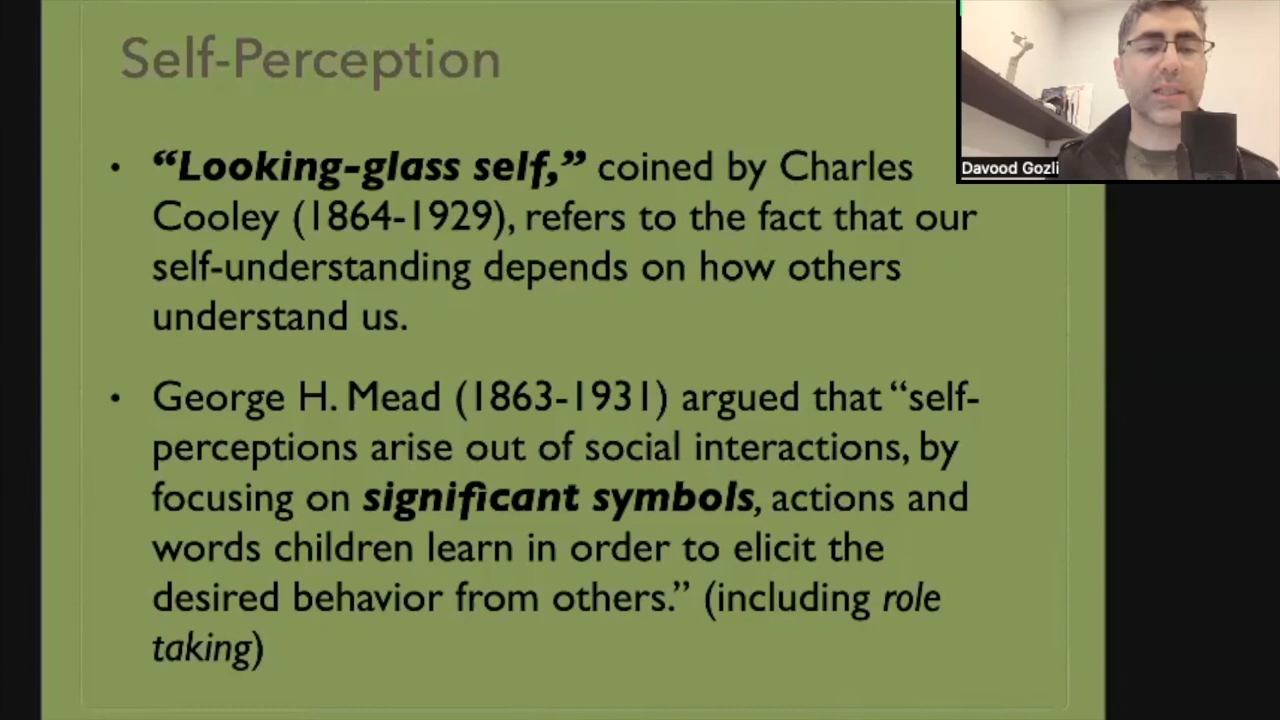 Self-Perception
• “Looking-glass self,” coined by Charles
Cooley (1864-1929), refers to the fact that our
self-understanding depends on how others
understand us.
• George H. Mead (1863-1931) argued that “self-
perceptions arise out of social interactions, by
focusing on significant symbols, actions and
words children learn in order to elicit the
desired behavior from others.” (including role
taking)
Davood Gozli